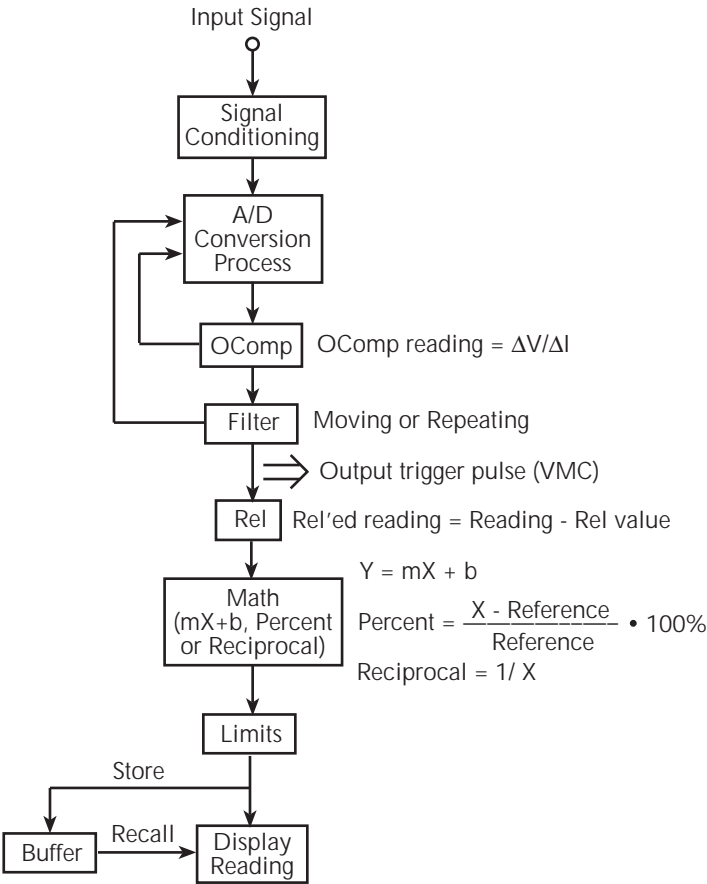 Input Signal
Signal
Conditioning
A/D
Conversion
Process
OComp
OComp reading = ΔV/ΔI
Filter
Moving or Repeating
Output trigger pulse (VMC)
Rel
Rel'ed reading = Reading - Rel value
Math
(mX+b, Percent
or Reciprocal)
Y = mX + b
Percent = X - Reference / Reference • 100%
Reciprocal = 1/ X
Limits
Store
Buffer
Recall
Display
Reading